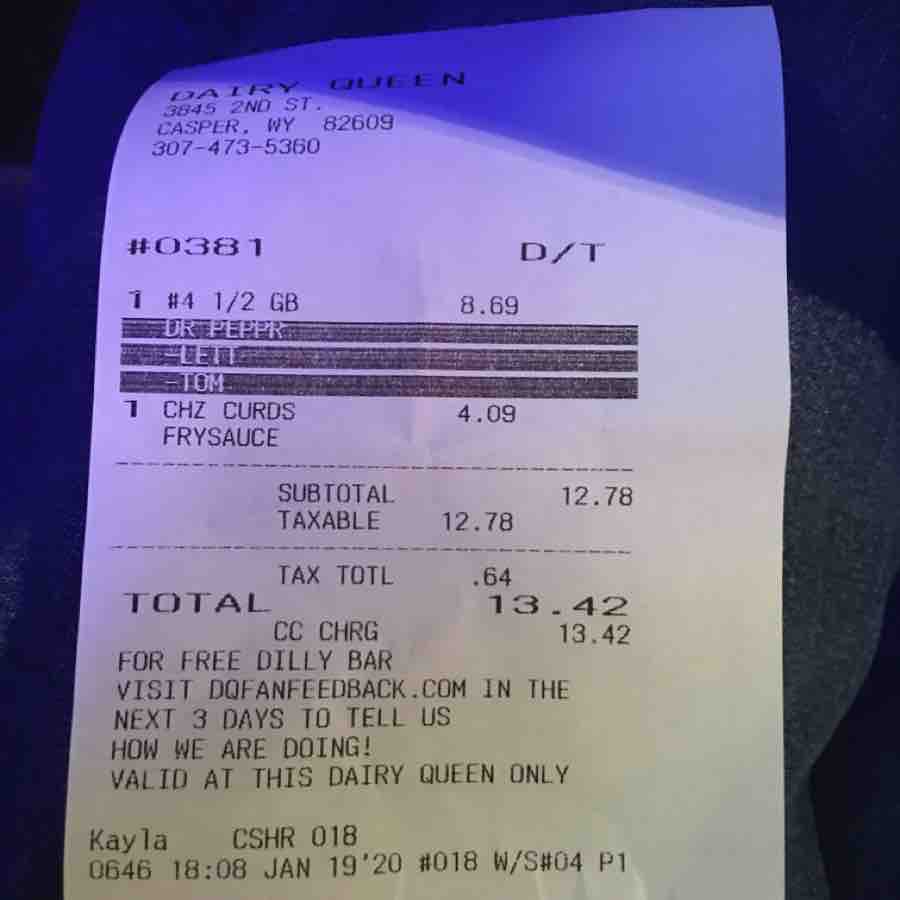 DAIRY QUEEN
3845 2ND ST.
CASPER, WY 82609
307-473-5360
#0381 D/T
1 #4 1/2 GB 8.69
DR PEPPR
-LETT
-TOM
1 CHZ CURDS 4.09
FRYSAUCE
SUBTOTAL 12.78
TAXABLE 12.78
TAX TOTL .64
TOTAL 13.42
CC CHRG 13.42
FOR FREE DILLY BAR
VISIT DQFANFEEDBACK.COM IN THE
NEXT 3 DAYS TO TELL US
HOW WE ARE DOING!
VALID AT THIS DAIRY QUEEN ONLY
Kayla CSHR 018
0646 18:08 JAN 19'20 #018 W/S#04 P1